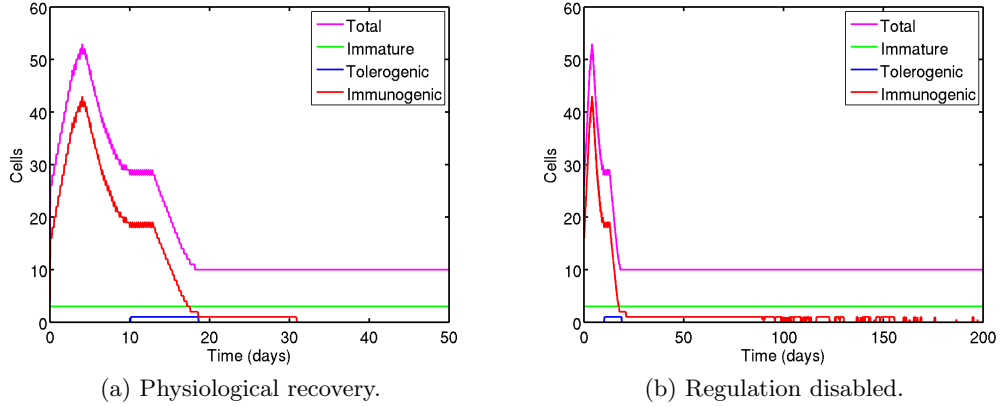 60
50
40
30
20
10
0
Cells
0 10 20 30 40 50
Time (days)
Total
Immature
Tolerogenic
Immunogenic
(a) Physiological recovery.
60
50
40
30
20
10
0
Cells
0 50 100 150 200
Time (days)
Total
Immature
Tolerogenic
Immunogenic
(b) Regulation disabled.